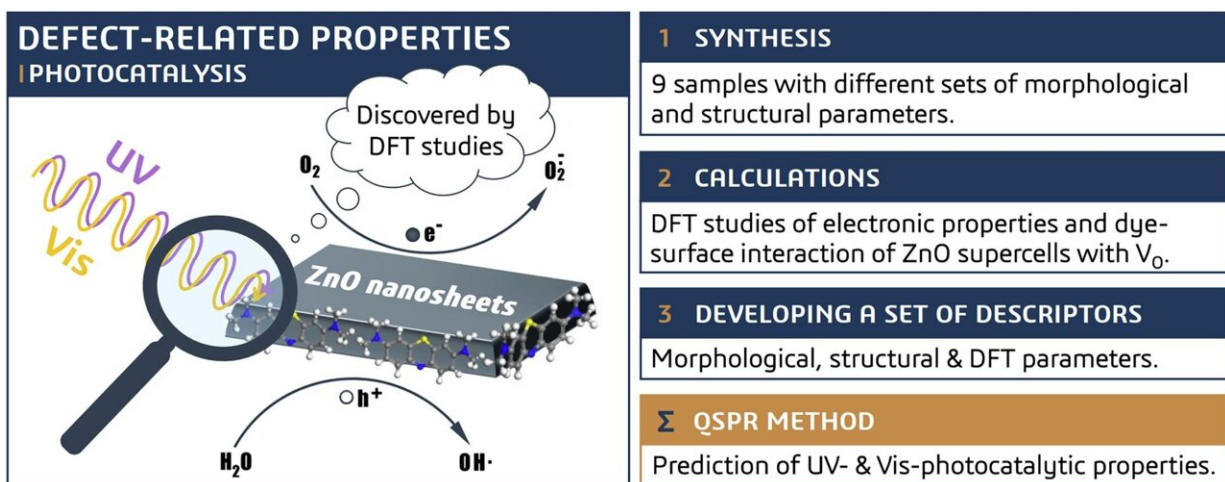 DEFECT-RELATED PROPERTIES
| PHOTOCATALYSIS
Discovered by
DFT studies
UV
Vis
O₂
O₂·̄
e⁻
ZnO nanosheets
h⁺
H₂O
OH·
1 SYNTHESIS
9 samples with different sets of morphological
and structural parameters.
2 CALCULATIONS
DFT studies of electronic properties and dye-
surface interaction of ZnO supercells with V₀.
3 DEVELOPING A SET OF DESCRIPTORS
Morphological, structural & DFT parameters.
Σ QSPR METHOD
Prediction of UV- & Vis-photocatalytic properties.